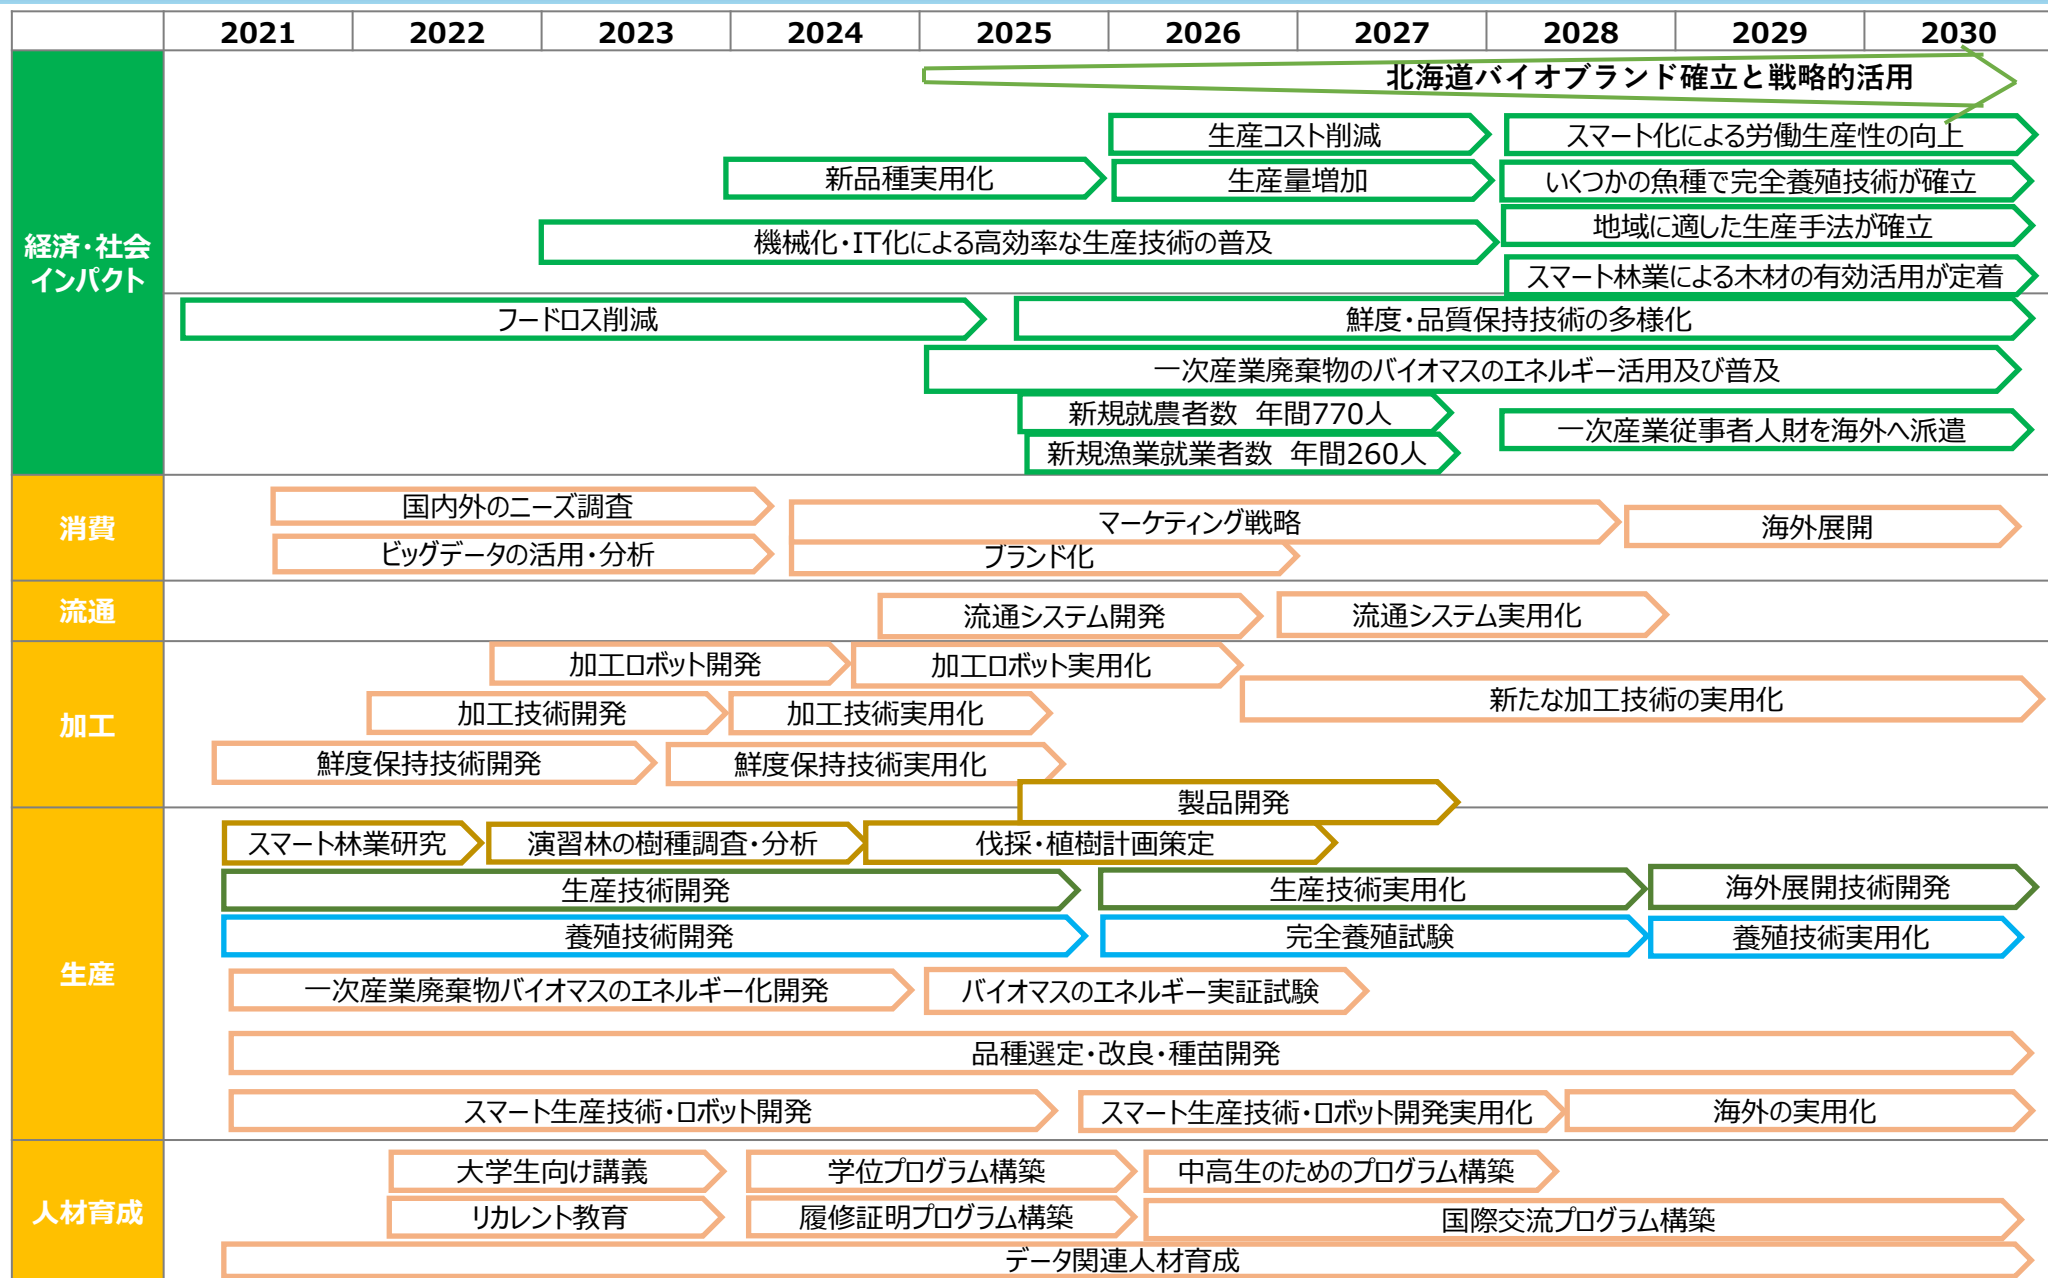 2021 2022 2023 2024 2025 2026 2027 2028 2029 2030
経済・社会
インパクト
北海道バイオブランド確立と戦略的活用
生産コスト削減
スマート化による労働生産性の向上
新品種実用化
生産量増加
いくつかの魚種で完全養殖技術が確立
機械化・IT化による高効率な生産技術の普及
地域に適した生産手法が確立
スマート林業による木材の有効活用が定着
フードロス削減
鮮度・品質保持技術の多様化
一次産業廃棄物のバイオマスのエネルギー活用及び普及
新規就農者数 年間770人
新規漁業就業者数 年間260人
一次産業従事者人財を海外へ派遣
消費
国内外のニーズ調査
ビッグデータの活用・分析
マーケティング戦略
ブランド化
海外展開
流通
流通システム開発
流通システム実用化
加工
加工ロボット開発
加工ロボット実用化
加工技術開発
加工技術実用化
新たな加工技術の実用化
鮮度保持技術開発
鮮度保持技術実用化
製品開発
生産
スマート林業研究
演習林の樹種調査・分析
伐採・植樹計画策定
生産技術開発
生産技術実用化
海外展開技術開発
養殖技術開発
完全養殖試験
養殖技術実用化
一次産業廃棄物バイオマスのエネルギー化開発
バイオマスのエネルギー実証試験
品種選定・改良・種苗開発
スマート生産技術・ロボット開発
スマート生産技術・ロボット開発実用化
海外の実用化
人材育成
大学生向け講義
学位プログラム構築
中高生のためのプログラム構築
リカレント教育
履修証明プログラム構築
国際交流プログラム構築
データ関連人材育成